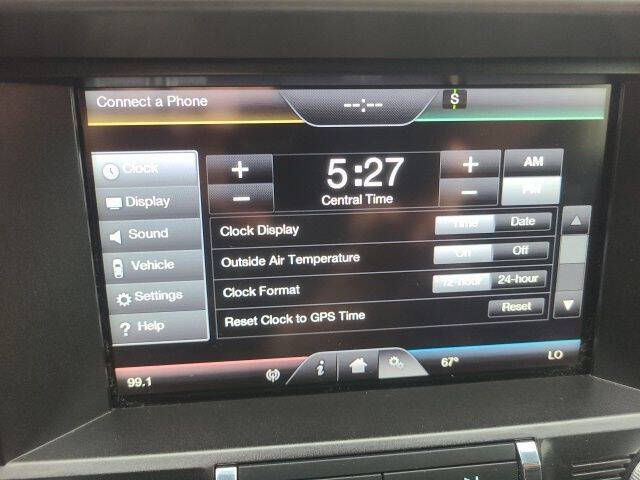 Connect a Phone
--:--
S
Clock
Display
Sound
Vehicle
Settings
? Help
+
−
5:27
Central Time
+
−
AM
PM
Clock Display
Time
Date
Outside Air Temperature
On
Off
Clock Format
12-hour
24-hour
Reset Clock to GPS Time
Reset
99.1
i
67°
LO